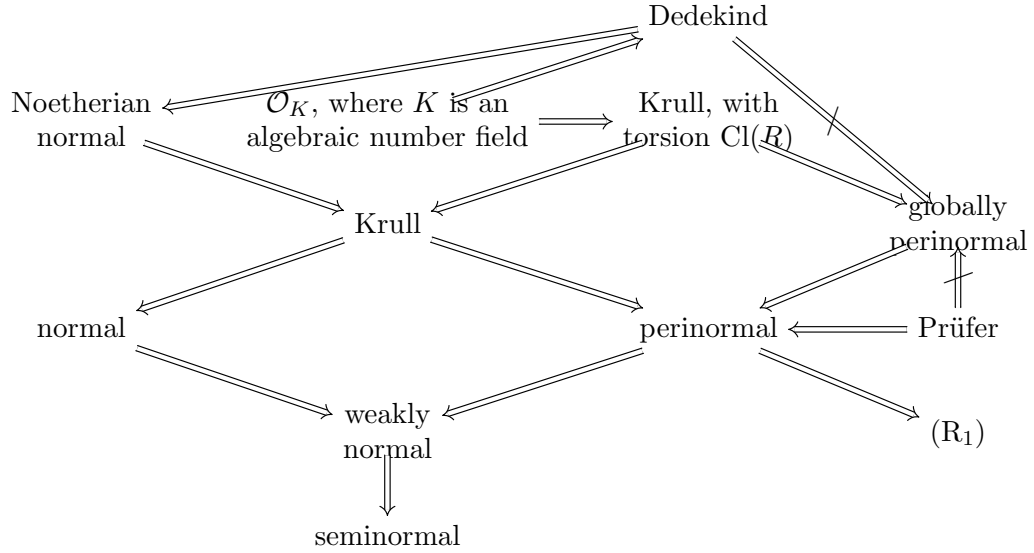 Dedekind
Noetherian
normal
𝒪_K, where K is an
algebraic number field
Krull, with
torsion Cl(R)
globally
perinormal
Krull
normal
perinormal
Prüfer
weakly
normal
(R₁)
seminormal